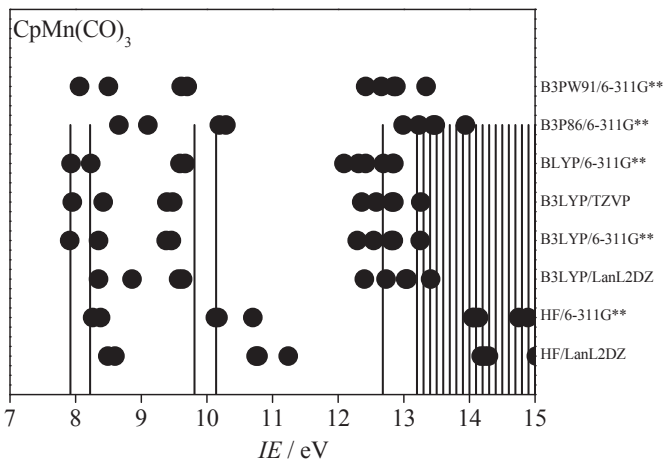 CpMn(CO)3
B3PW91/6-311G**
B3P86/6-311G**
BLYP/6-311G**
B3LYP/TZVP
B3LYP/6-311G**
B3LYP/LanL2DZ
HF/6-311G**
HF/LanL2DZ
7 8 9 10 11 12 13 14 15
IE / eV